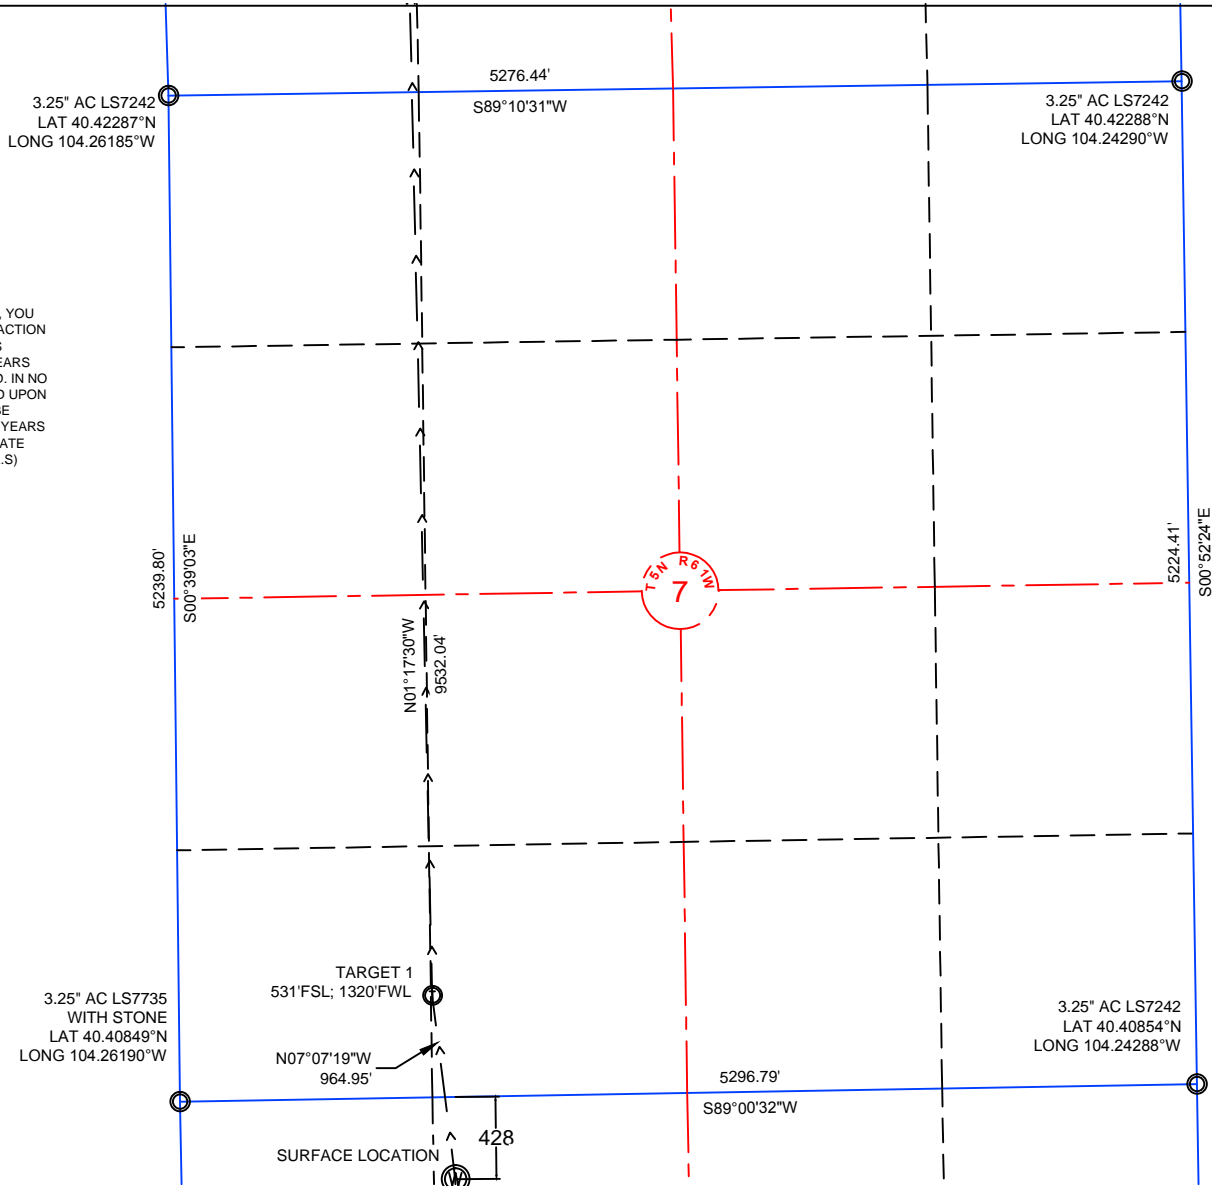 5276.44'
S89°10'31"W
3.25" AC LS7242
LAT 40.42287°N
LONG 104.26185°W
3.25" AC LS7242
LAT 40.42288°N
LONG 104.24290°W
, YOU
ACTION
S
EARS
D. IN NO
D UPON
BE
YEARS
ATE
.S)
5239.80'
S00°39'03"E
T5N R61W
7
5224.41'
S00°52'24"E
N01°17'30"W
9532.04'
TARGET 1
531'FSL; 1320'FWL
3.25" AC LS7735
WITH STONE
LAT 40.40849°N
LONG 104.26190°W
3.25" AC LS7242
LAT 40.40854°N
LONG 104.24288°W
N07°07'19"W
964.95'
5296.79'
S89°00'32"W
428
SURFACE LOCATION
W